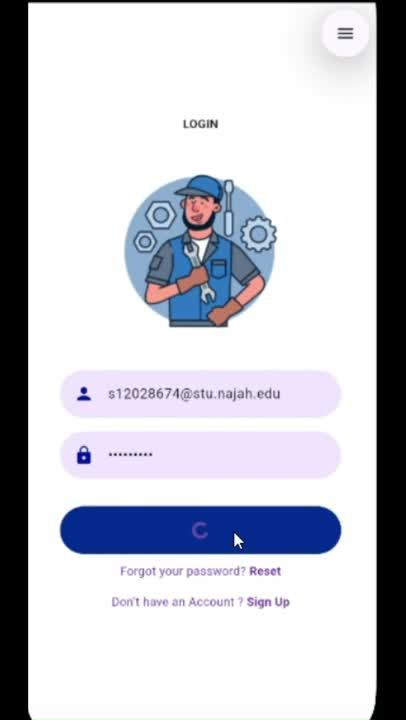 LOGIN
s12028674@stu.najah.edu
•••••••••
Forgot your password? Reset
Don't have an Account ? Sign Up